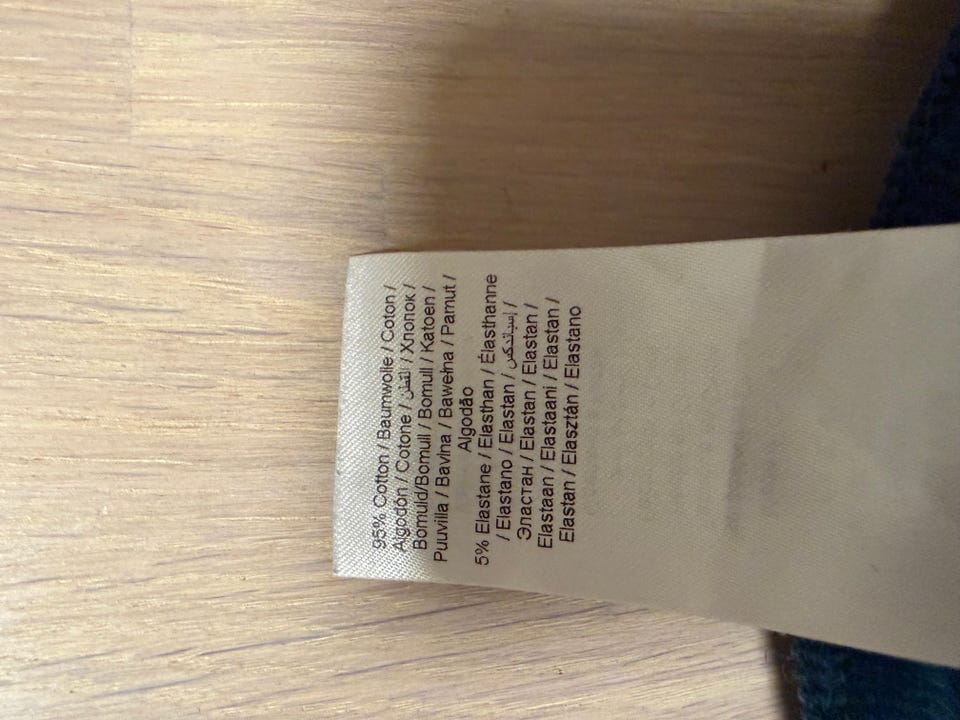 95% Cotton / Baumwolle / Coton /
Algodón / Cotone / القطن / Хлопок /
Bomuld/Bomull / Bomull / Katoen /
Puuvilla / Bavlna / Bawełna / Pamut /
Algodão
5% Elastane / Elasthan / Élasthanne
/ Elastano / Elastan / إسباندكس /
Эластан / Elastan / Elastan /
Elastaan / Elastaani / Elastan /
Elastan / Elasztán / Elastano